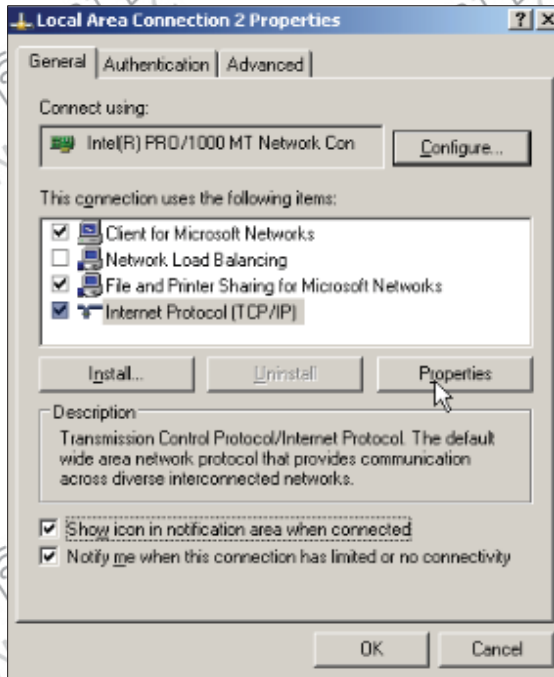 Local Area Connection 2 Properties
General
Authentication
Advanced
Connect using:
Intel(R) PRO/1000 MT Network Con
Configure...
This connection uses the following items:
Client for Microsoft Networks
Network Load Balancing
File and Printer Sharing for Microsoft Networks
Internet Protocol (TCP/IP)
Install...
Uninstall
Properties
Description
Transmission Control Protocol/Internet Protocol. The default
wide area network protocol that provides communication
across diverse interconnected networks.
Show icon in notification area when connected
Notify me when this connection has limited or no connectivity
OK
Cancel